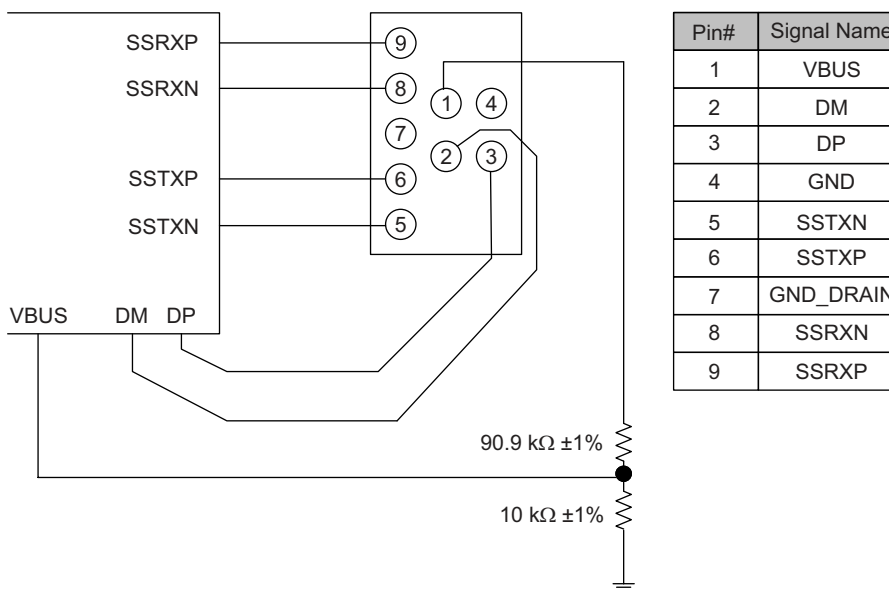 SSRXP
SSRXN
SSTXP
SSTXN
VBUS DM DP
9
8
7
6
5
1 4
2 3
90.9 kΩ ±1%
10 kΩ ±1%
Pin# Signal Name
1 VBUS
2 DM
3 DP
4 GND
5 SSTXN
6 SSTXP
7 GND_DRAIN
8 SSRXN
9 SSRXP